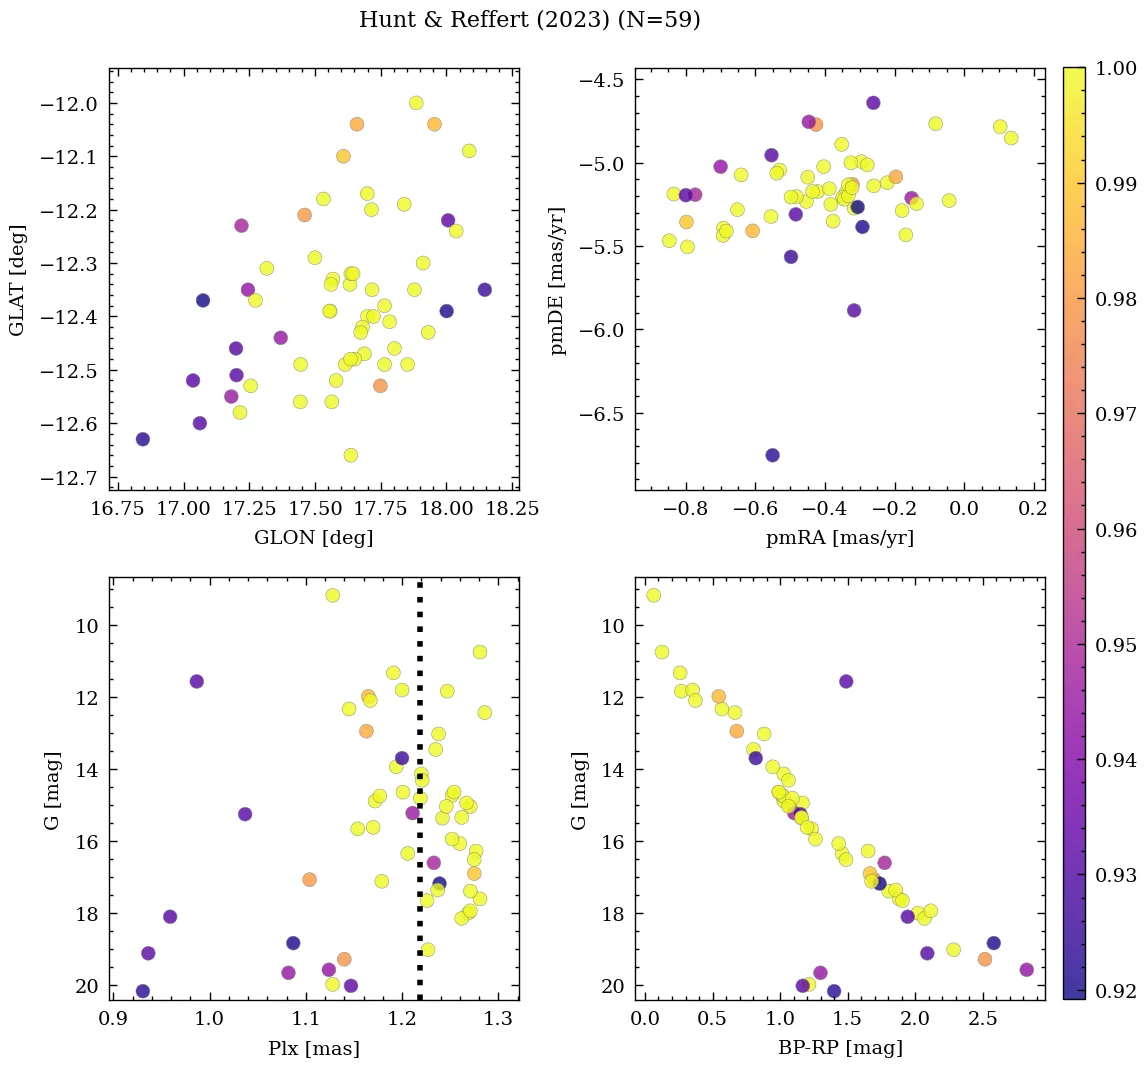 Hunt & Reffert (2023) (N=59)
GLAT [deg]
−12.0
−12.1
−12.2
−12.3
−12.4
−12.5
−12.6
−12.7
16.75 17.00 17.25 17.50 17.75 18.00 18.25
GLON [deg]
pmDE [mas/yr]
−4.5
−5.0
−5.5
−6.0
−6.5
−0.8 −0.6 −0.4 −0.2 0.0 0.2
pmRA [mas/yr]
G [mag]
10
12
14
16
18
20
0.9 1.0 1.1 1.2 1.3
Plx [mas]
G [mag]
10
12
14
16
18
20
0.0 0.5 1.0 1.5 2.0 2.5
BP-RP [mag]
1.00
0.99
0.98
0.97
0.96
0.95
0.94
0.93
0.92